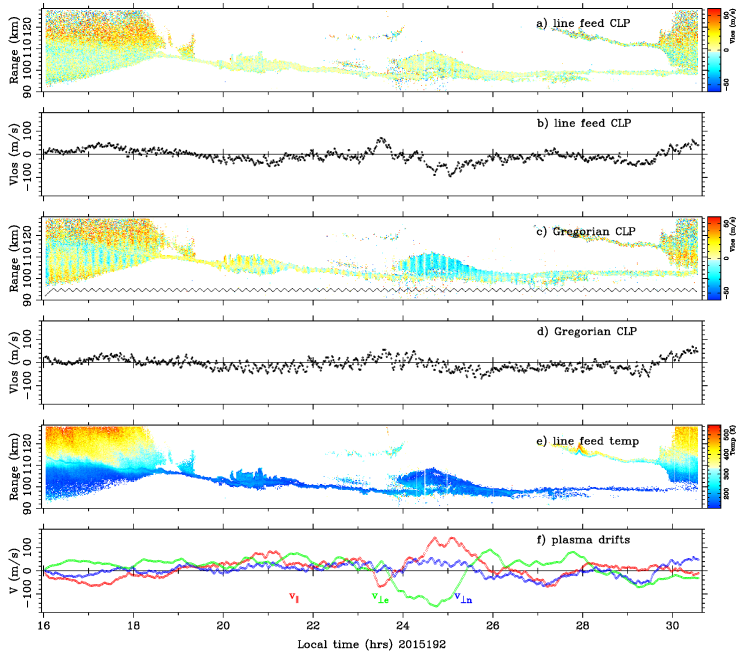 a) line feed CLP
Range (km)
90 100 110 120
Vlos (m/s)
−50 0 50
b) line feed CLP
Vlos (m/s)
−100 0 100
c) Gregorian CLP
Range (km)
90 100 110 120
Vlos (m/s)
−50 0 50
d) Gregorian CLP
Vlos (m/s)
−100 0 100
e) line feed temp
Range (km)
90 100 110 120
Temp (K)
200 300 400 500
f) plasma drifts
V (m/s)
−100 0 100
v∥ v⊥e v⊥n
16 18 20 22 24 26 28 30
Local time (hrs) 2015192